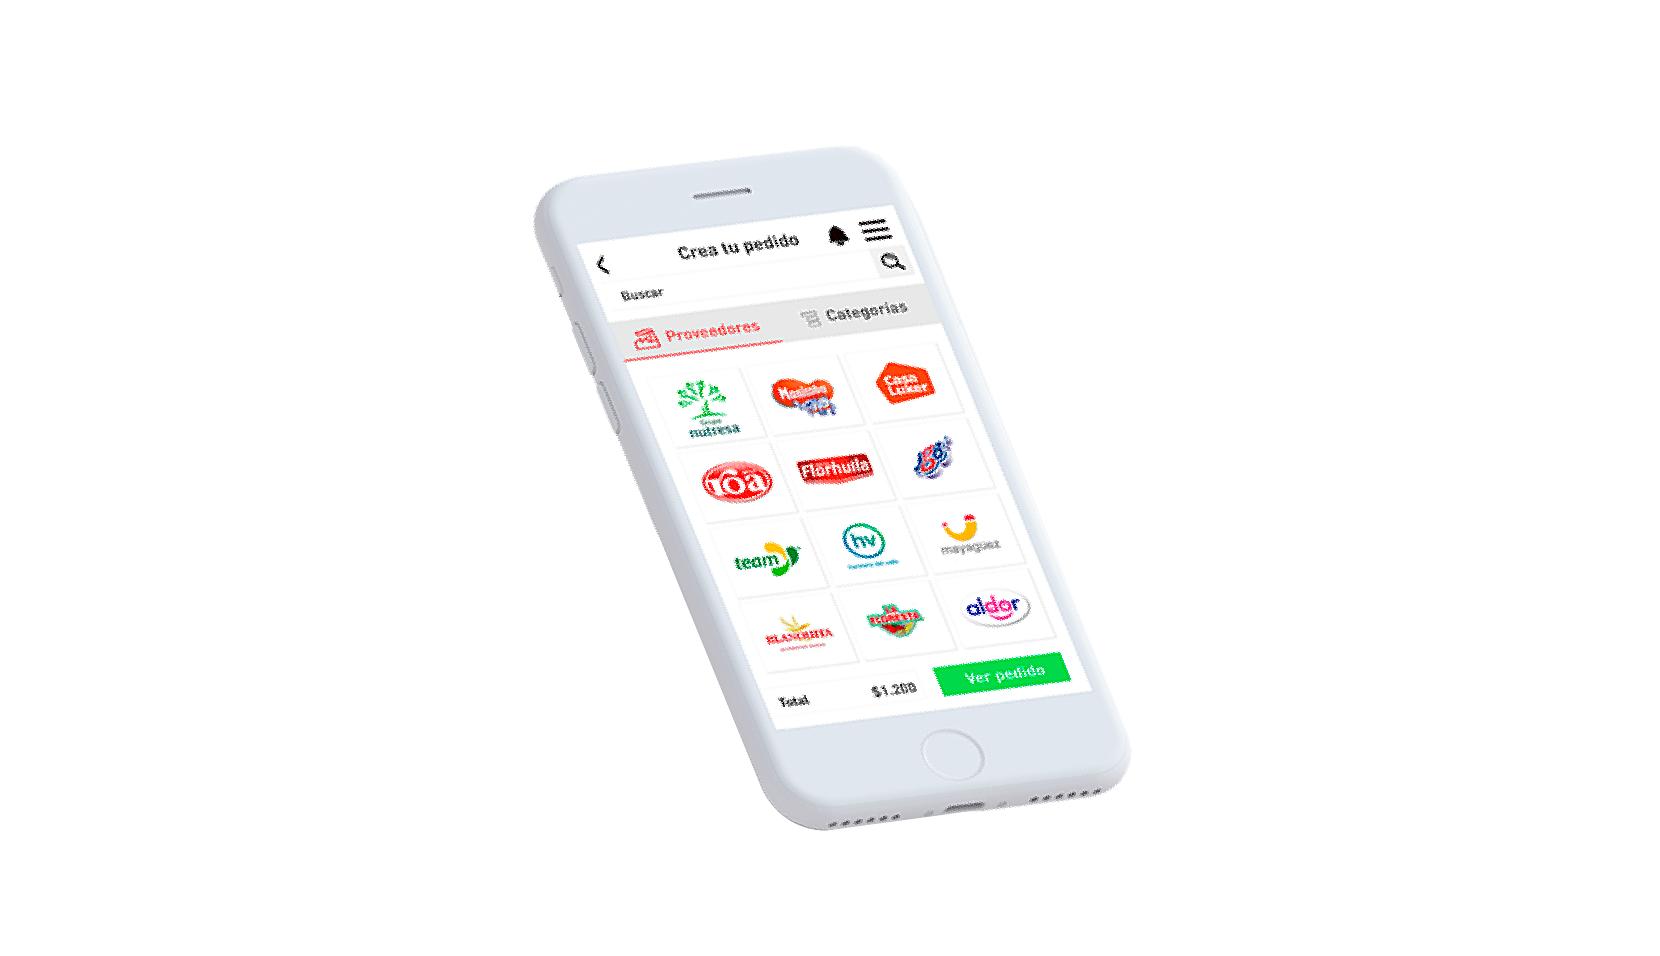 Crea tu pedido
Buscar
Proveedores
Categorías
Grupo
nutresa
Casa
Luker
rôa
Florhuila
team
hv
mayaguez
BLANQUITA
aldor
Total
$1.200
Ver pedido